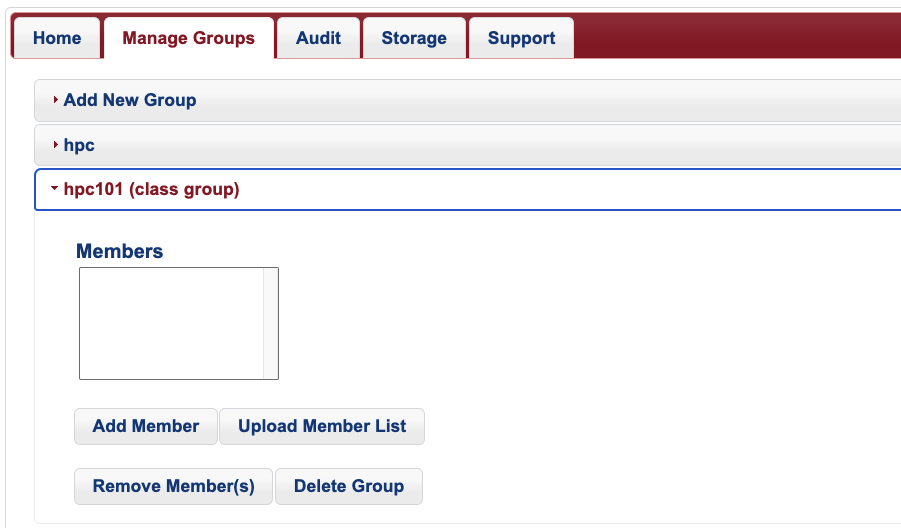 Home Manage Groups Audit Storage Support
Add New Group
hpc
hpc101 (class group)
Members
Add Member Upload Member List
Remove Member(s) Delete Group